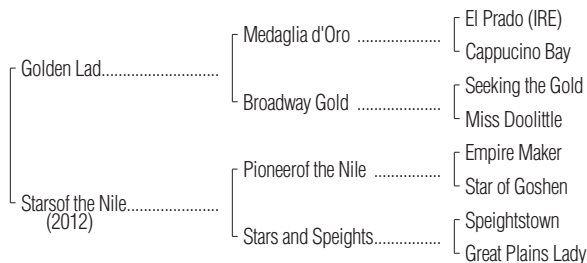 El Prado (IRE)
Medaglia d'Oro ....................
Cappucino Bay
Golden Lad............................
Seeking the Gold
Broadway Gold ....................
Miss Doolittle
Empire Maker
Pioneerof the Nile ................
Star of Goshen
Starsof the Nile......................
(2012)
Speightstown
Stars and Speights................
Great Plains Lady